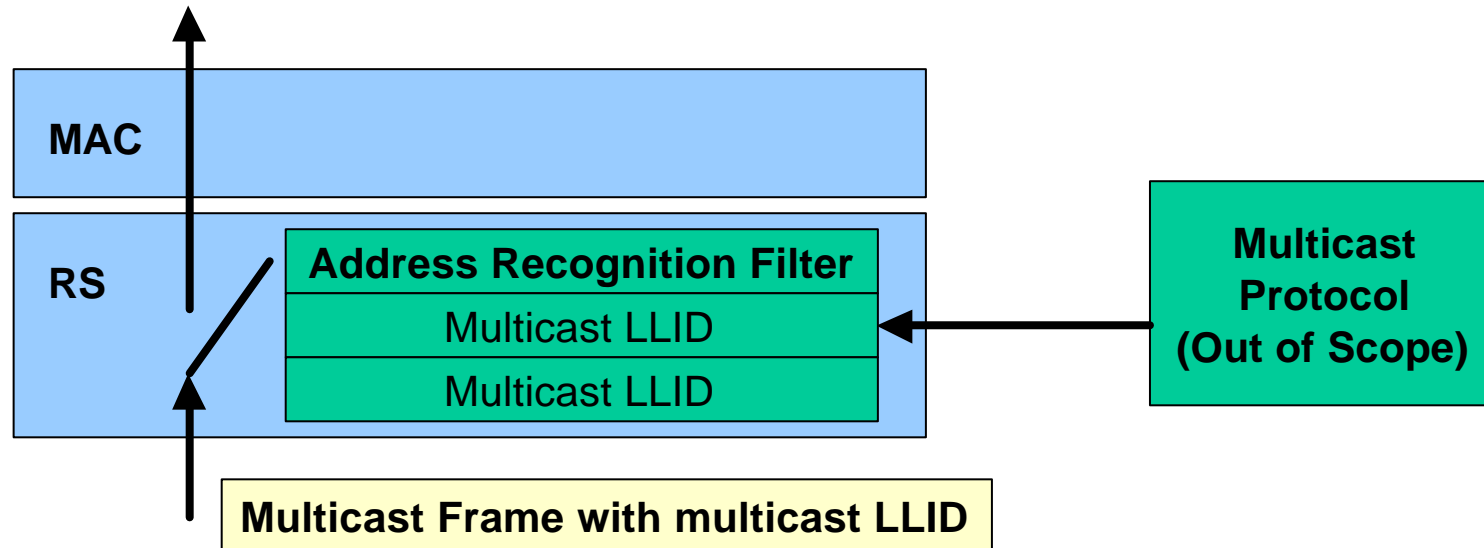 MAC
RS
Address Recognition Filter
Multicast LLID
Multicast LLID
Multicast
Protocol
(Out of Scope)
Multicast Frame with multicast LLID